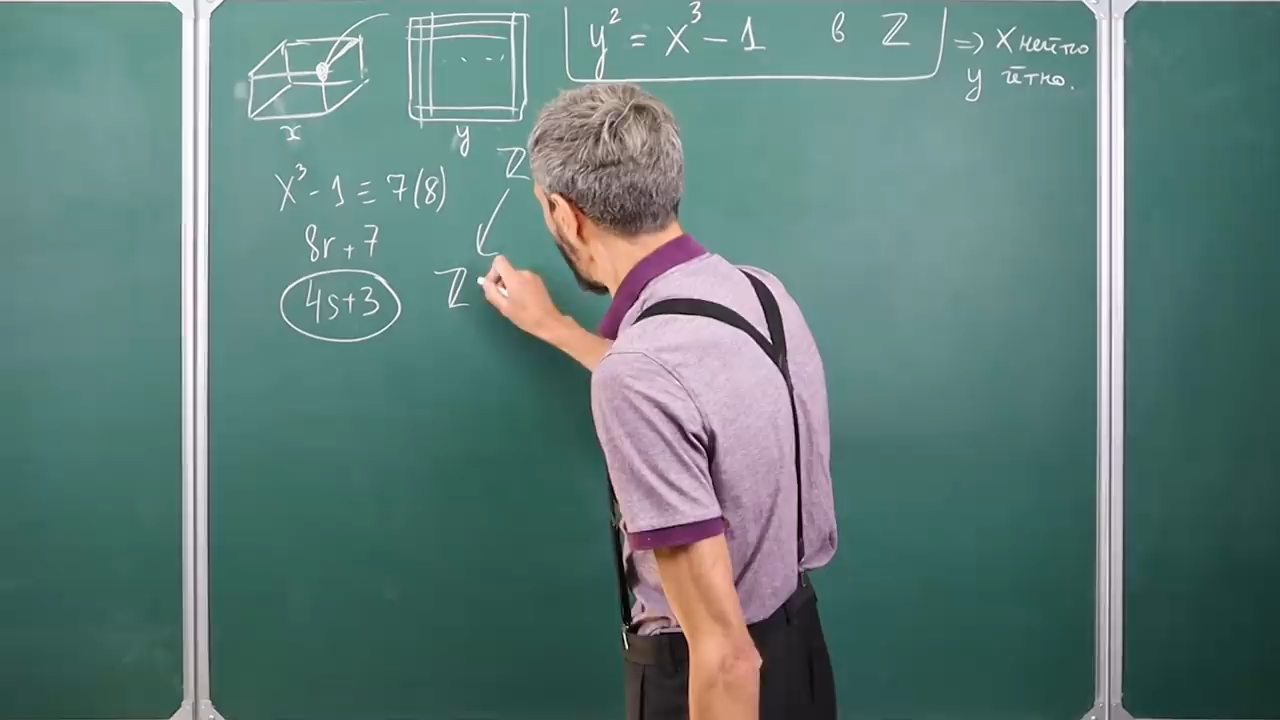 y² = x³ - 1 в ℤ ⇒ x нечётно
y чётно.
x
y
x³ - 1 ≡ 7(8)
8r + 7
4s+3
ℤ
ℤ